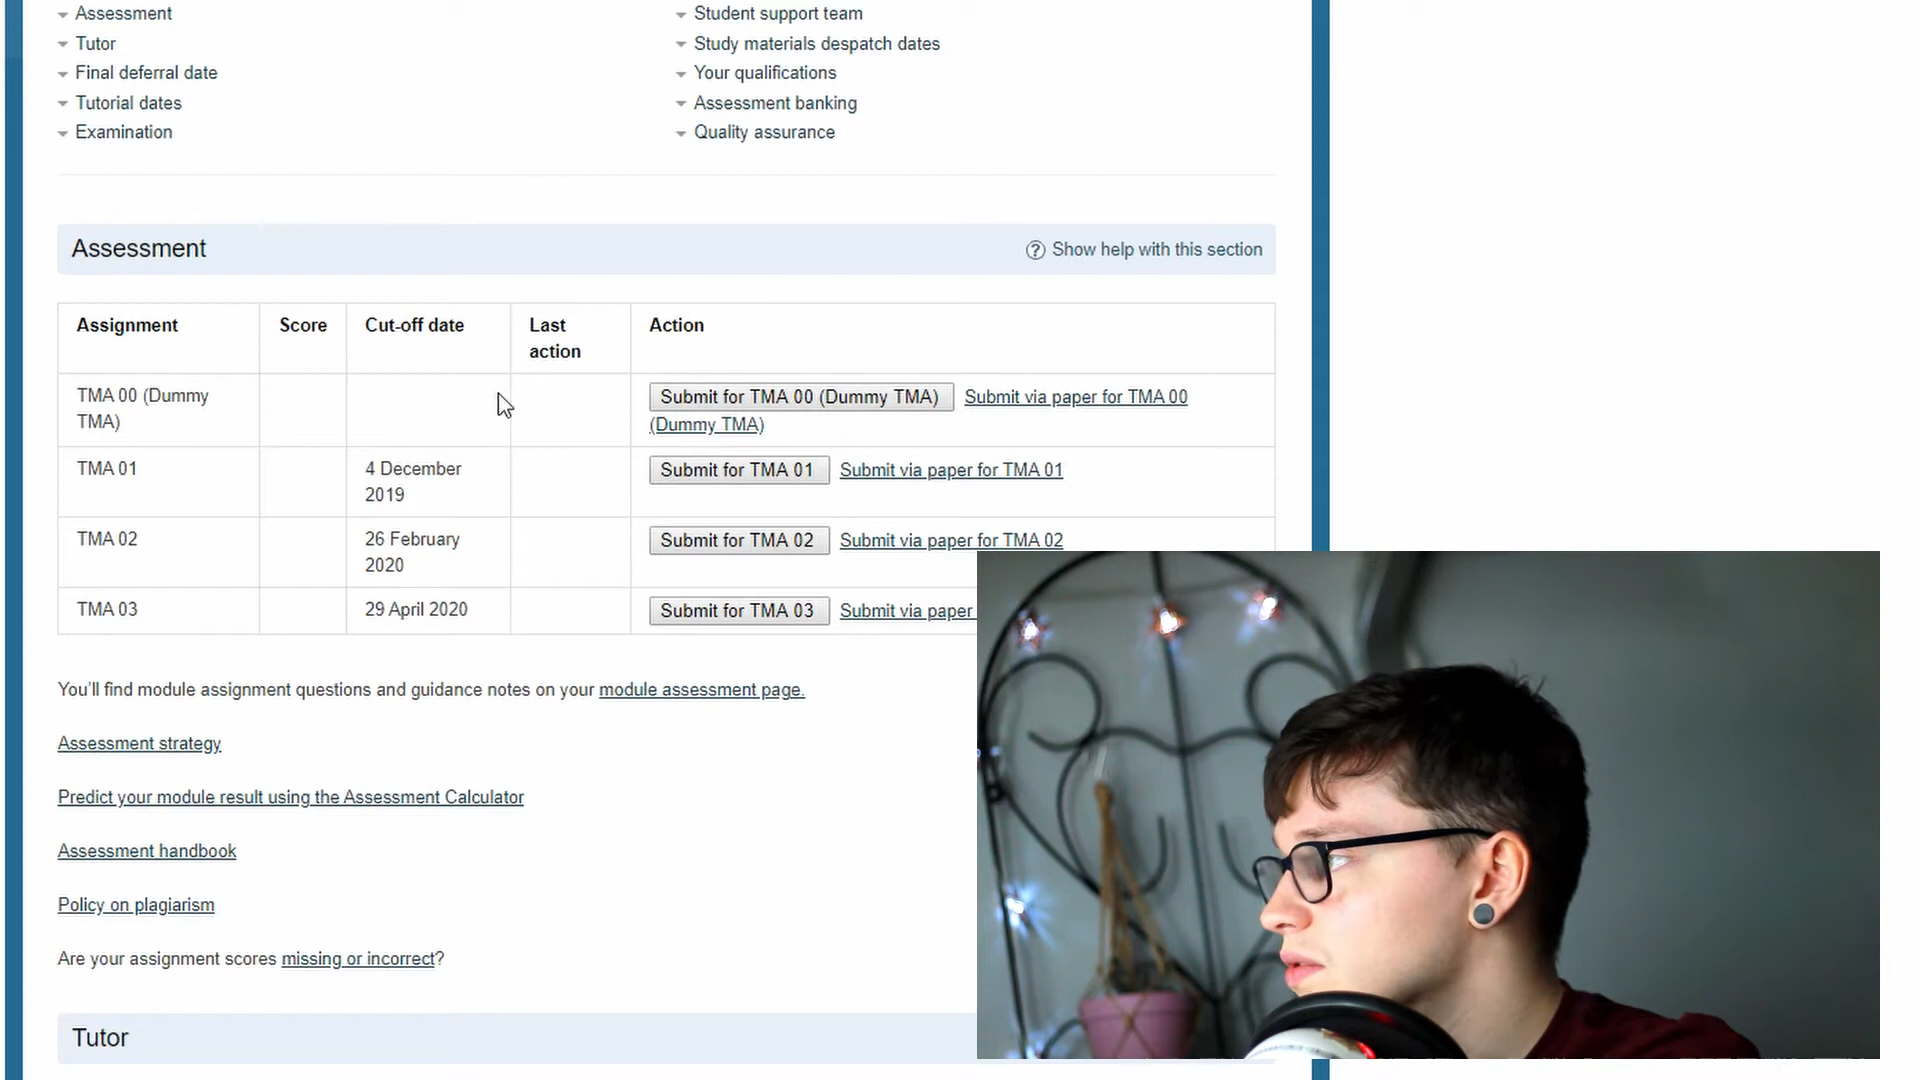 Assessment
Tutor
Final deferral date
Tutorial dates
Examination
Student support team
Study materials despatch dates
Your qualifications
Assessment banking
Quality assurance
Assessment
Show help with this section
Assignment Score Cut-off date Last action Action
TMA 00 (Dummy TMA) Submit for TMA 00 (Dummy TMA) Submit via paper for TMA 00 (Dummy TMA)
TMA 01 4 December 2019 Submit for TMA 01 Submit via paper for TMA 01
TMA 02 26 February 2020 Submit for TMA 02 Submit via paper for TMA 02
TMA 03 29 April 2020 Submit for TMA 03 Submit via paper
You'll find module assignment questions and guidance notes on your module assessment page.
Assessment strategy
Predict your module result using the Assessment Calculator
Assessment handbook
Policy on plagiarism
Are your assignment scores missing or incorrect?
Tutor